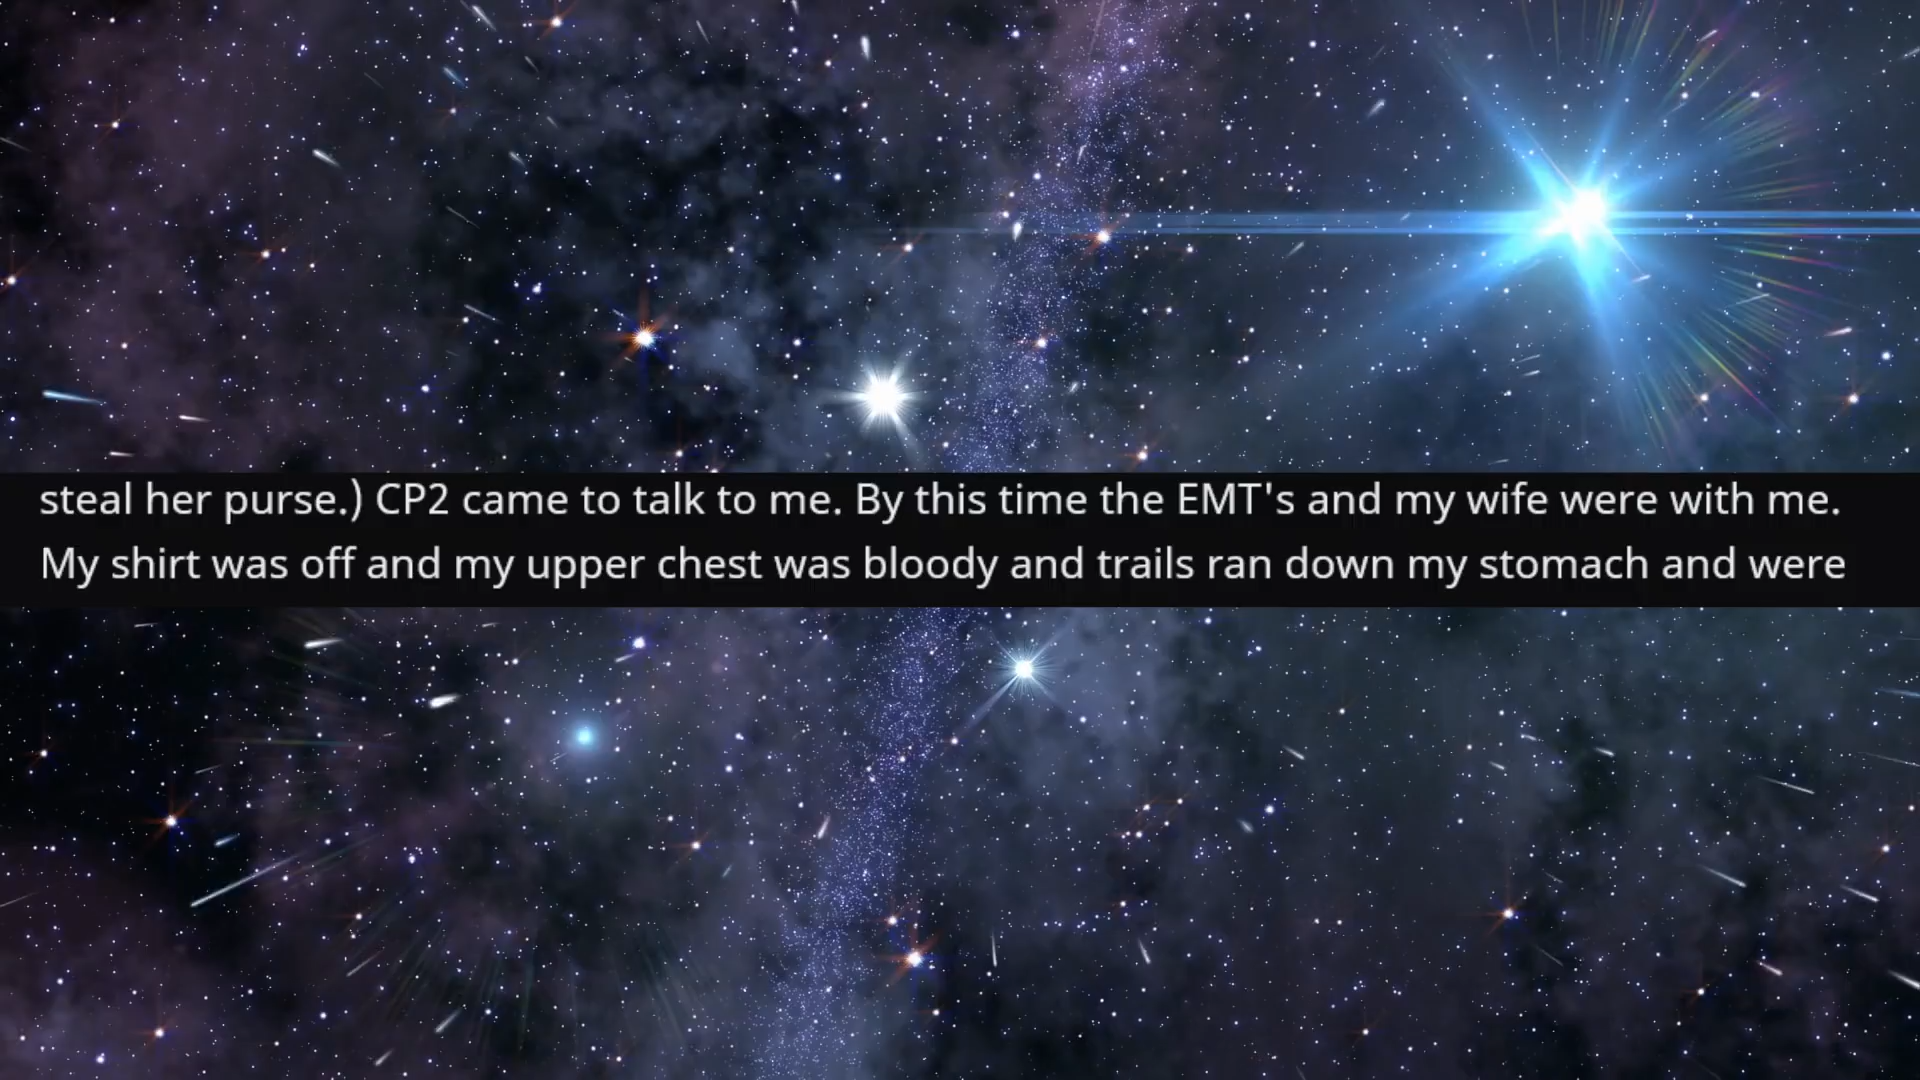 steal her purse.) CP2 came to talk to me. By this time the EMT's and my wife were with me.
My shirt was off and my upper chest was bloody and trails ran down my stomach and were